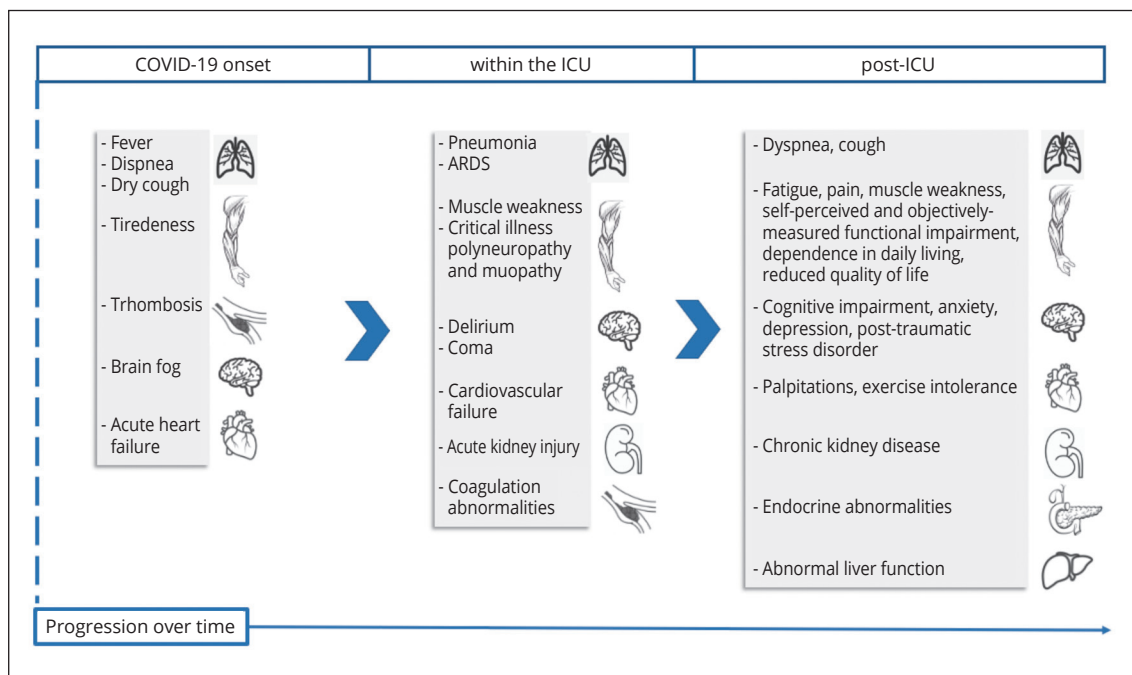 COVID-19 onset
within the ICU
post-ICU
- Fever
- Dispnea
- Dry cough
- Tiredeness
- Trhombosis
- Brain fog
- Acute heart
failure
- Pneumonia
- ARDS
- Muscle weakness
- Critical illness
polyneuropathy
and muopathy
- Delirium
- Coma
- Cardiovascular
failure
- Acute kidney injury
- Coagulation
abnormalities
- Dyspnea, cough
- Fatigue, pain, muscle weakness,
self-perceived and objectively-
measured functional impairment,
dependence in daily living,
reduced quality of life
- Cognitive impairment, anxiety,
depression, post-traumatic
stress disorder
- Palpitations, exercise intolerance
- Chronic kidney disease
- Endocrine abnormalities
- Abnormal liver function
Progression over time